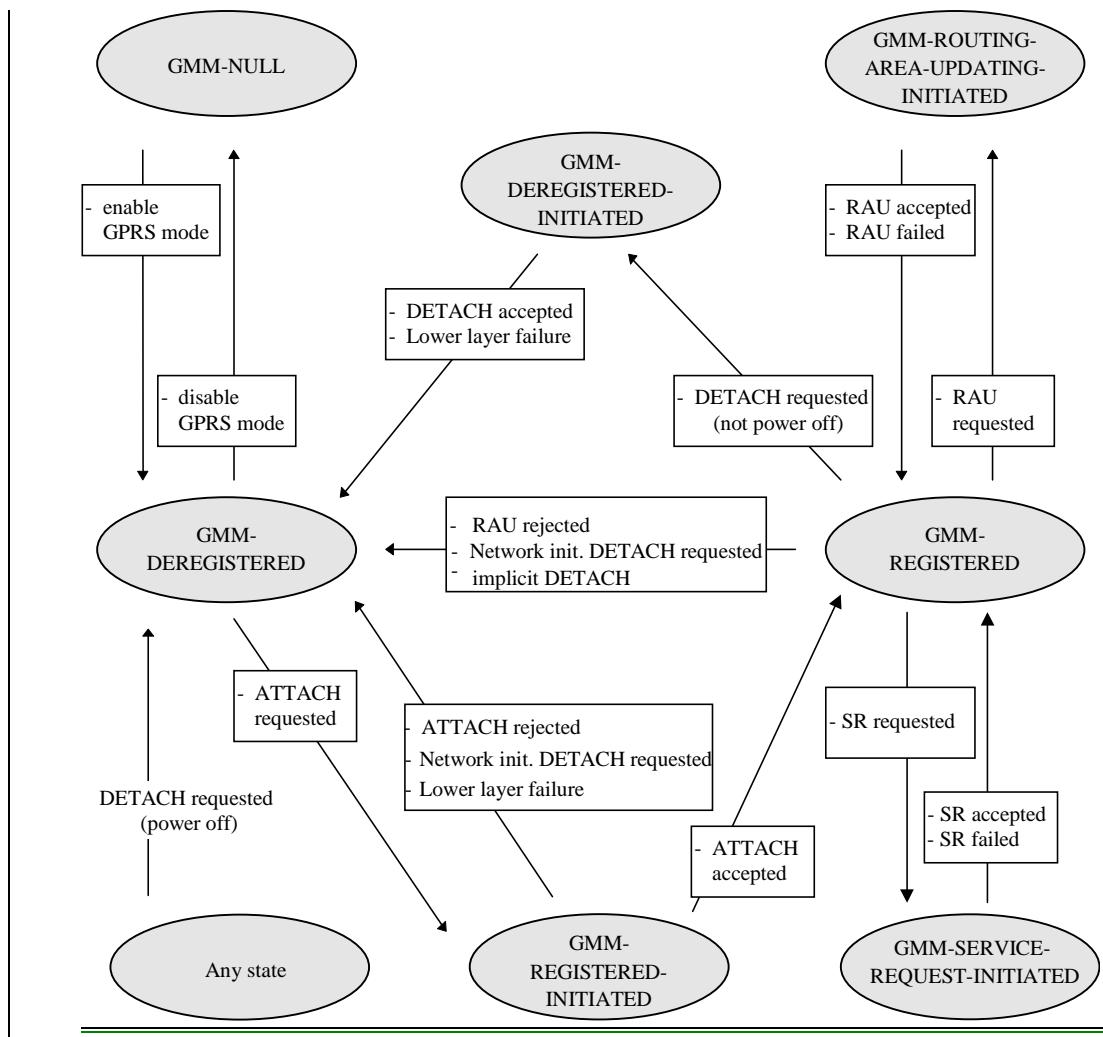 GMM-NULL
GMM-ROUTING-
AREA-UPDATING-
INITIATED
GMM-
DEREGISTERED-
INITIATED
- enable
GPRS mode
- RAU accepted
- RAU failed
- DETACH accepted
- Lower layer failure
- disable
GPRS mode
- DETACH requested
(not power off)
- RAU
requested
GMM-
DEREGISTERED
- RAU rejected
- Network init. DETACH requested
- implicit DETACH
GMM-
REGISTERED
- ATTACH
requested
- ATTACH rejected
- Network init. DETACH requested
- Lower layer failure
- SR requested
DETACH requested
(power off)
- ATTACH
accepted
- SR accepted
- SR failed
Any state
GMM-
REGISTERED-
INITIATED
GMM-SERVICE-
REQUEST-INITIATED